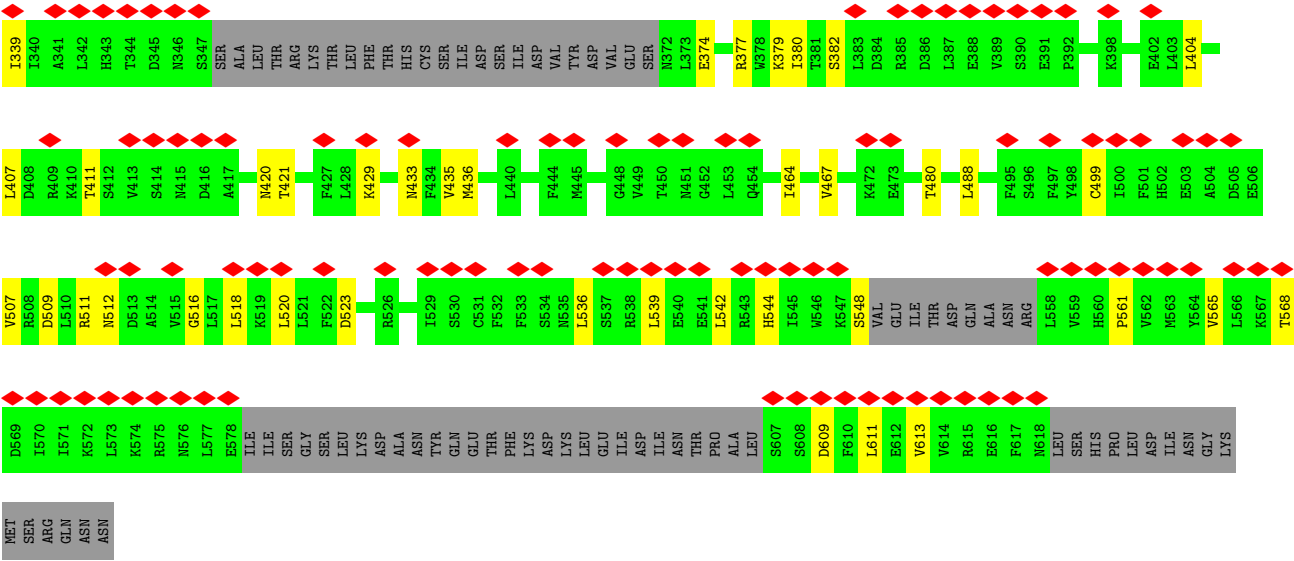 I339 I340 A341 L342 H343 T344 D345 N346 S347 SER ALA LEU THR ARG LYS THR LEU PHE THR HIS CYS SER ILE ASP SER ILE ASP VAL TYR ASP VAL GLU SER N372 L373 E374 R377 W378 K379 I380 T381 S382 L383 D384 R385 D386 L387 E388 V389 S390 E391 P392 K398 E402 L403 L404
L407 D408 R409 K410 T411 S412 V413 S414 N415 D416 A417 N420 T421 F427 L428 K429 N433 F434 V435 M436 L440 F444 M445 G448 V449 T450 N451 G452 L453 Q454 I464 V467 K472 E473 T480 L488 F495 S496 F497 Y498 C499 I500 F501 H502 E503 A504 D505 E506
V507 R508 D509 L510 R511 N512 D513 A514 V515 G516 L517 L518 K519 L520 L521 F522 D523 R526 I529 S530 C531 F532 F533 S534 N535 L536 S537 R538 L539 E540 E541 L542 R543 H544 I545 W546 K547 S548 VAL GLU ILE THR ASP GLN ALA ASN ARG L558 V559 H560 P561 V562 M563 Y564 V565 L566 K567 T568
D569 I570 I571 K572 L573 K574 R575 N576 L577 E578 ILE ILE SER GLY SER LEU LYS ASP ALA ASN TYR GLN GLU THR PHE LYS ASP LYS LEU GLU ILE ASP ILE ASN THR PRO ALA LEU S607 S608 D609 F610 L611 E612 V613 V614 R615 E616 F617 N618 LEU SER HIS PRO LEU ASP ILE ASN GLY LYS
MET SER ARG GLN ASN ASN